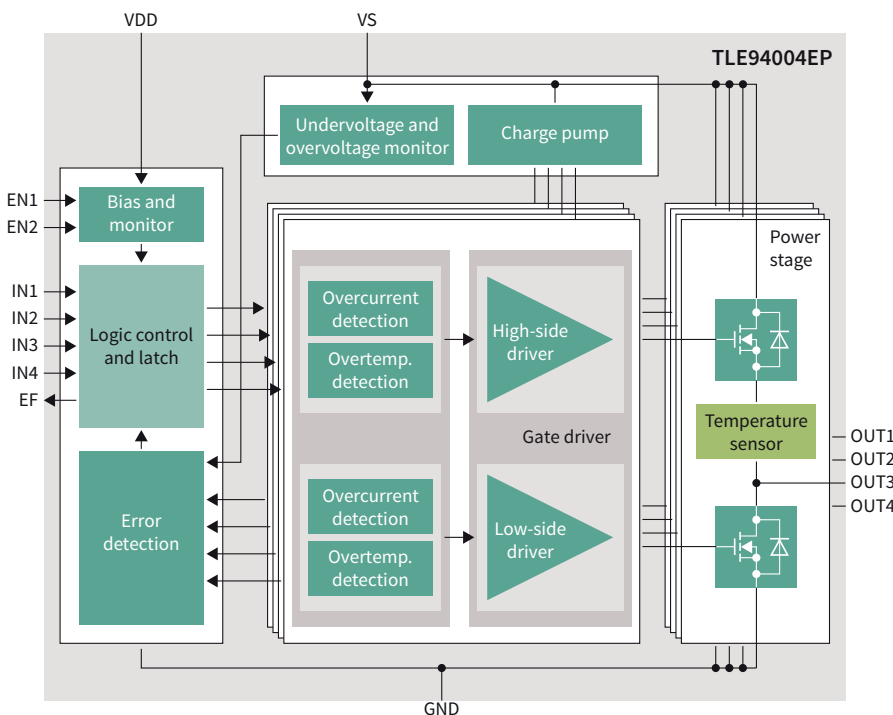 VDD
VS
TLE94004EP
Undervoltage and
overvoltage monitor
Charge pump
EN1
EN2
Bias and
monitor
IN1
IN2
IN3
IN4
EF
Logic control
and latch
Error
detection
Overcurrent
detection
Overtemp.
detection
High-side
driver
Gate driver
Overcurrent
detection
Overtemp.
detection
Low-side
driver
Power
stage
Temperature
sensor
OUT1
OUT2
OUT3
OUT4
GND